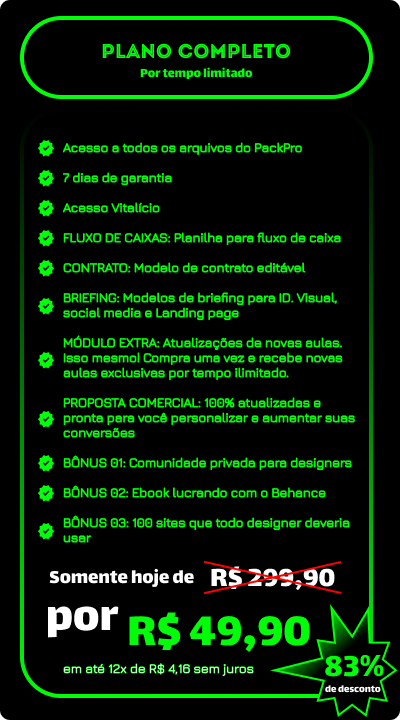 PLANO COMPLETO
Por tempo limitado
Acesso a todos os arquivos do PackPro
7 dias de garantia
Acesso Vitalício
FLUXO DE CAIXAS: Planilha para fluxo de caixa
CONTRATO: Modelo de contrato editável
BRIEFING: Modelos de briefing para ID. Visual,
social media e Landing page
MÓDULO EXTRA: Atualizações de novas aulas.
Isso mesmo! Compra uma vez e recebe novas
aulas exclusivas por tempo ilimitado.
PROPOSTA COMERCIAL: 100% atualizadas e
pronta para você personalizar e aumentar suas
conversões
BÔNUS 01: Comunidade privada para designers
BÔNUS 02: Ebook lucrando com o Behance
BÔNUS 03: 100 sites que todo designer deveria
usar
Somente hoje de R$ 299,90
por R$ 49,90
em até 12x de R$ 4,16 sem juros
83%
de desconto